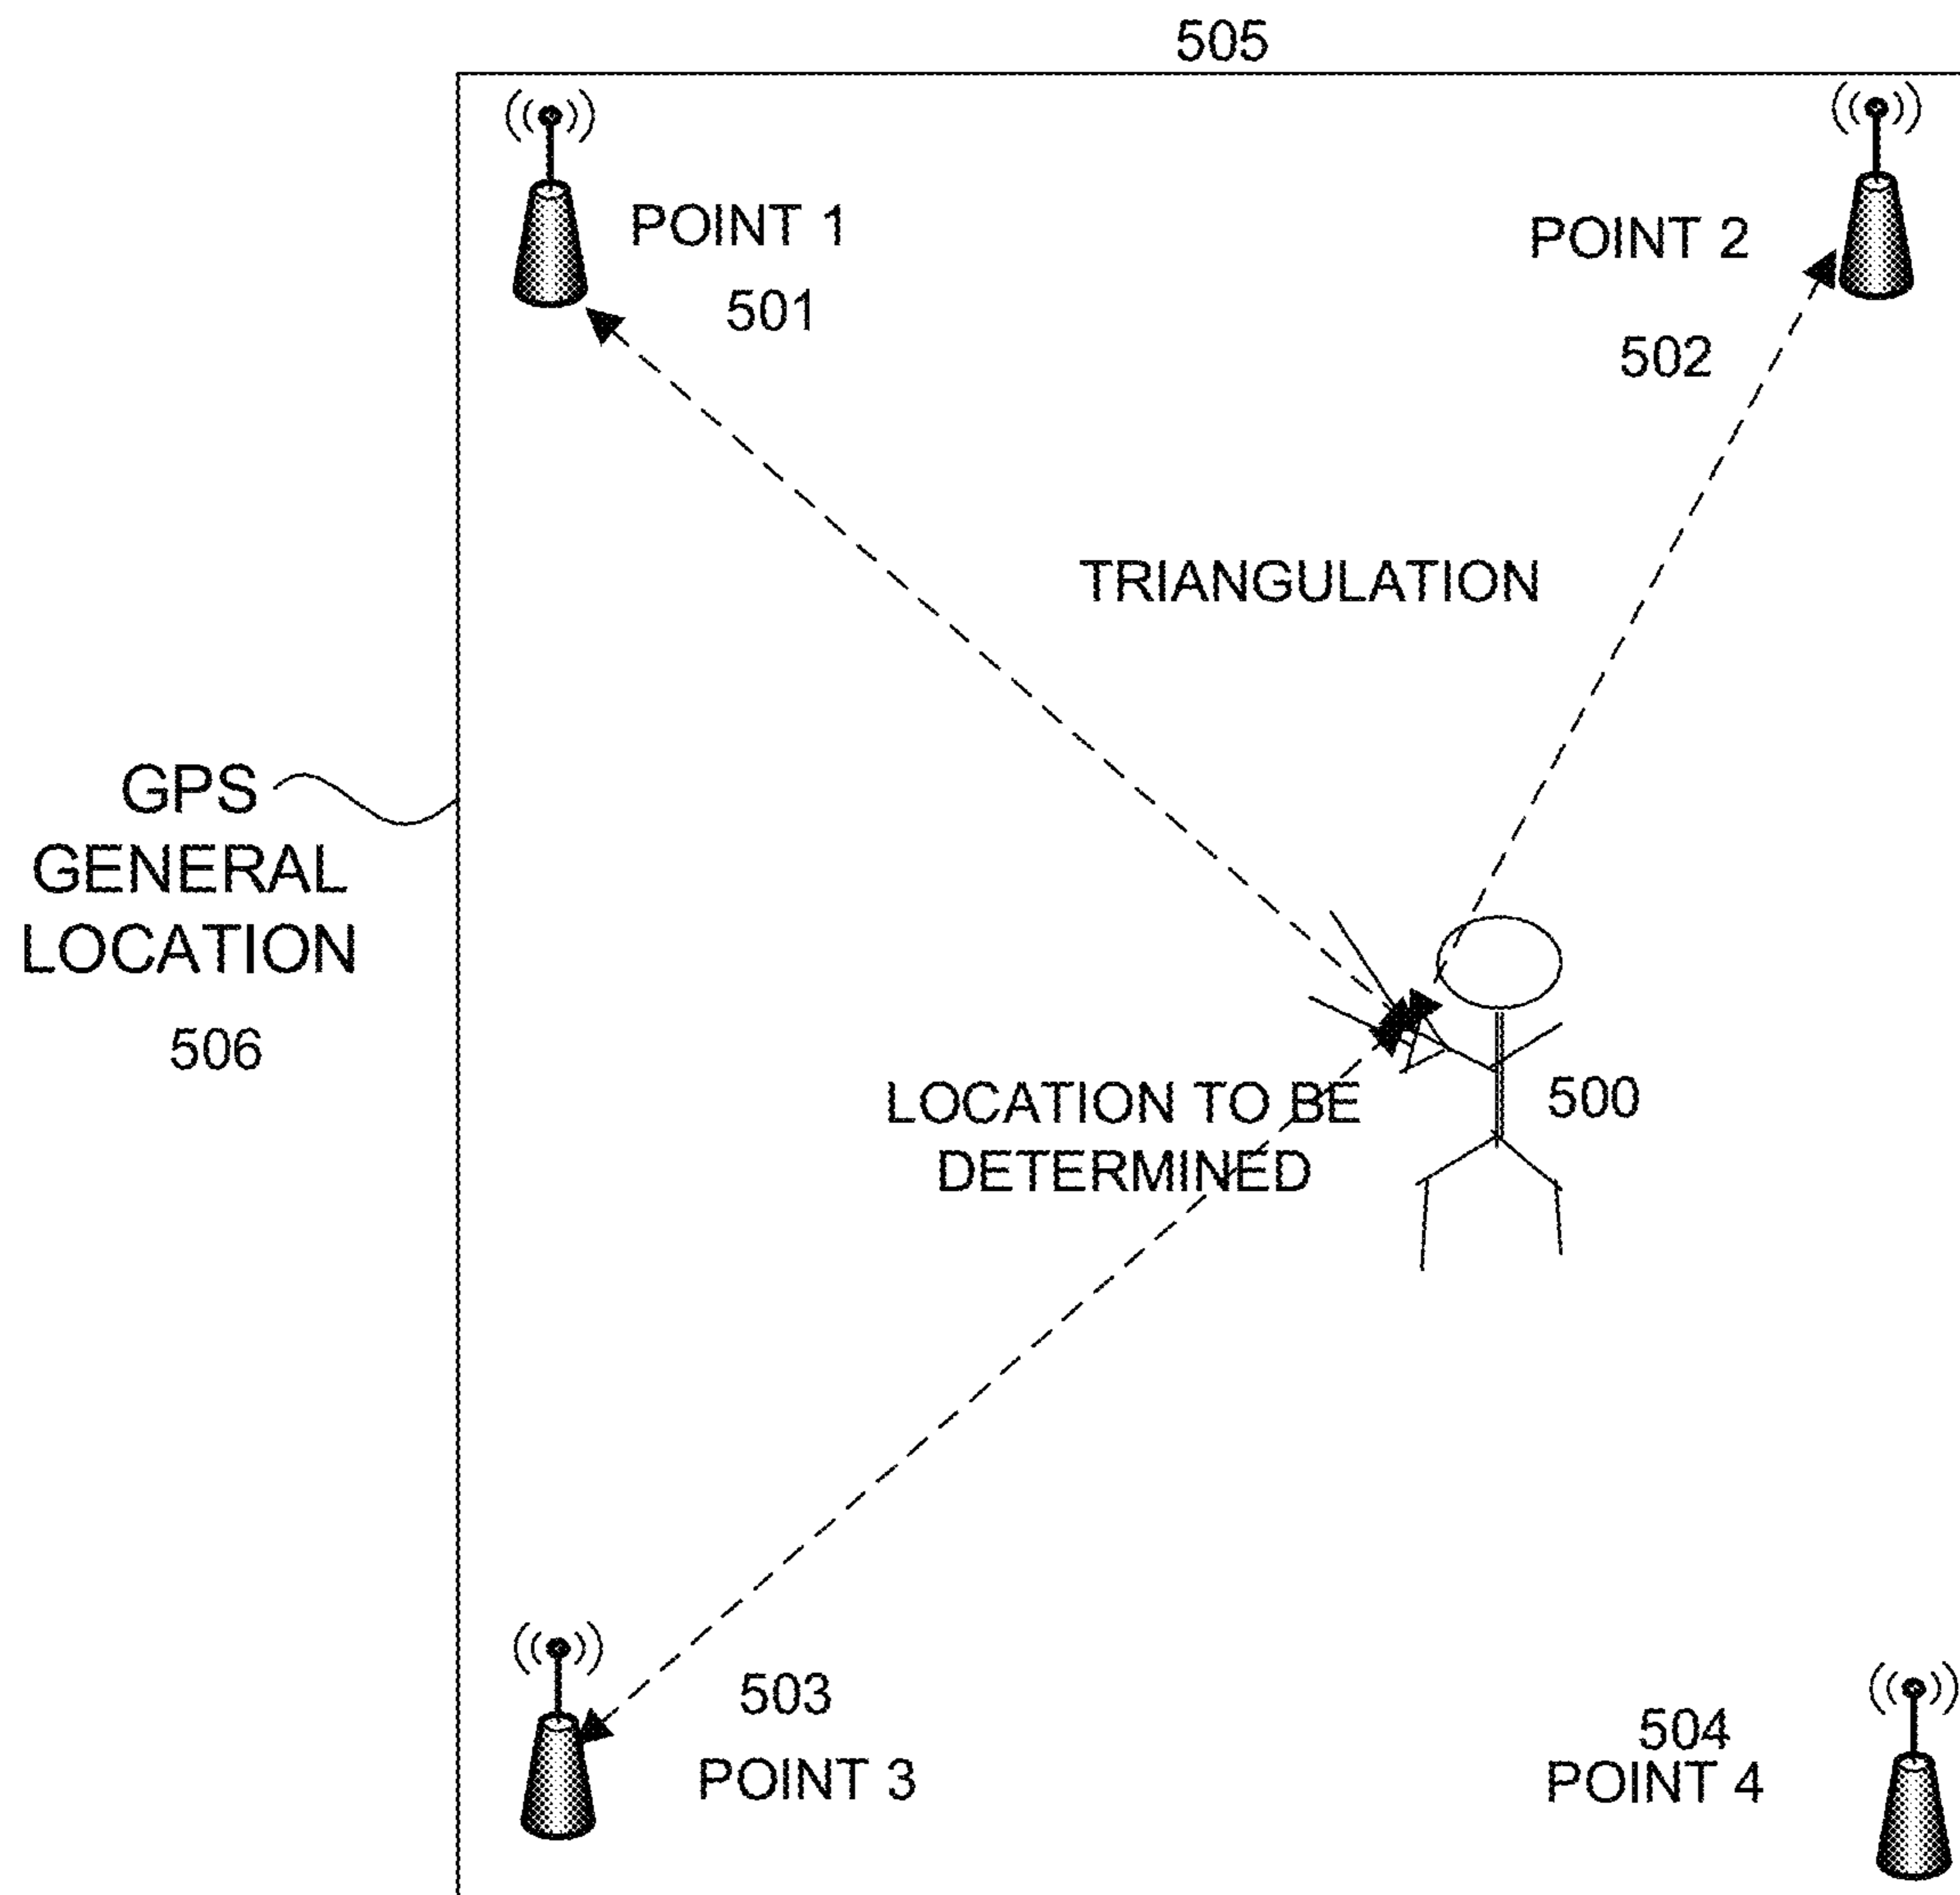 505
POINT 1
501
POINT 2
502
TRIANGULATION
GPS
GENERAL
LOCATION
506
LOCATION TO BE
DETERMINED
500
503
POINT 3
504
POINT 4